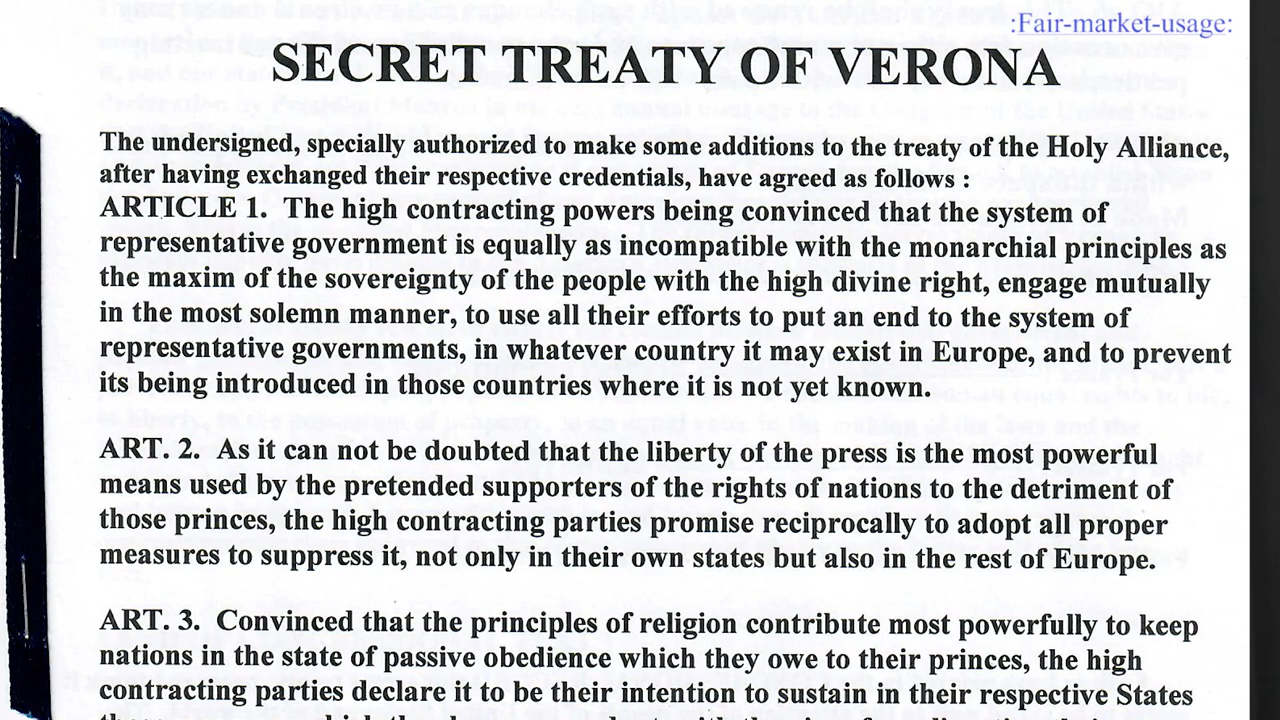 :Fair-market-usage:
SECRET TREATY OF VERONA
The undersigned, specially authorized to make some additions to the treaty of the Holy Alliance,
after having exchanged their respective credentials, have agreed as follows :
ARTICLE 1. The high contracting powers being convinced that the system of
representative government is equally as incompatible with the monarchial principles as
the maxim of the sovereignty of the people with the high divine right, engage mutually
in the most solemn manner, to use all their efforts to put an end to the system of
representative governments, in whatever country it may exist in Europe, and to prevent
its being introduced in those countries where it is not yet known.
ART. 2. As it can not be doubted that the liberty of the press is the most powerful
means used by the pretended supporters of the rights of nations to the detriment of
those princes, the high contracting parties promise reciprocally to adopt all proper
measures to suppress it, not only in their own states but also in the rest of Europe.
ART. 3. Convinced that the principles of religion contribute most powerfully to keep
nations in the state of passive obedience which they owe to their princes, the high
contracting parties declare it to be their intention to sustain in their respective States